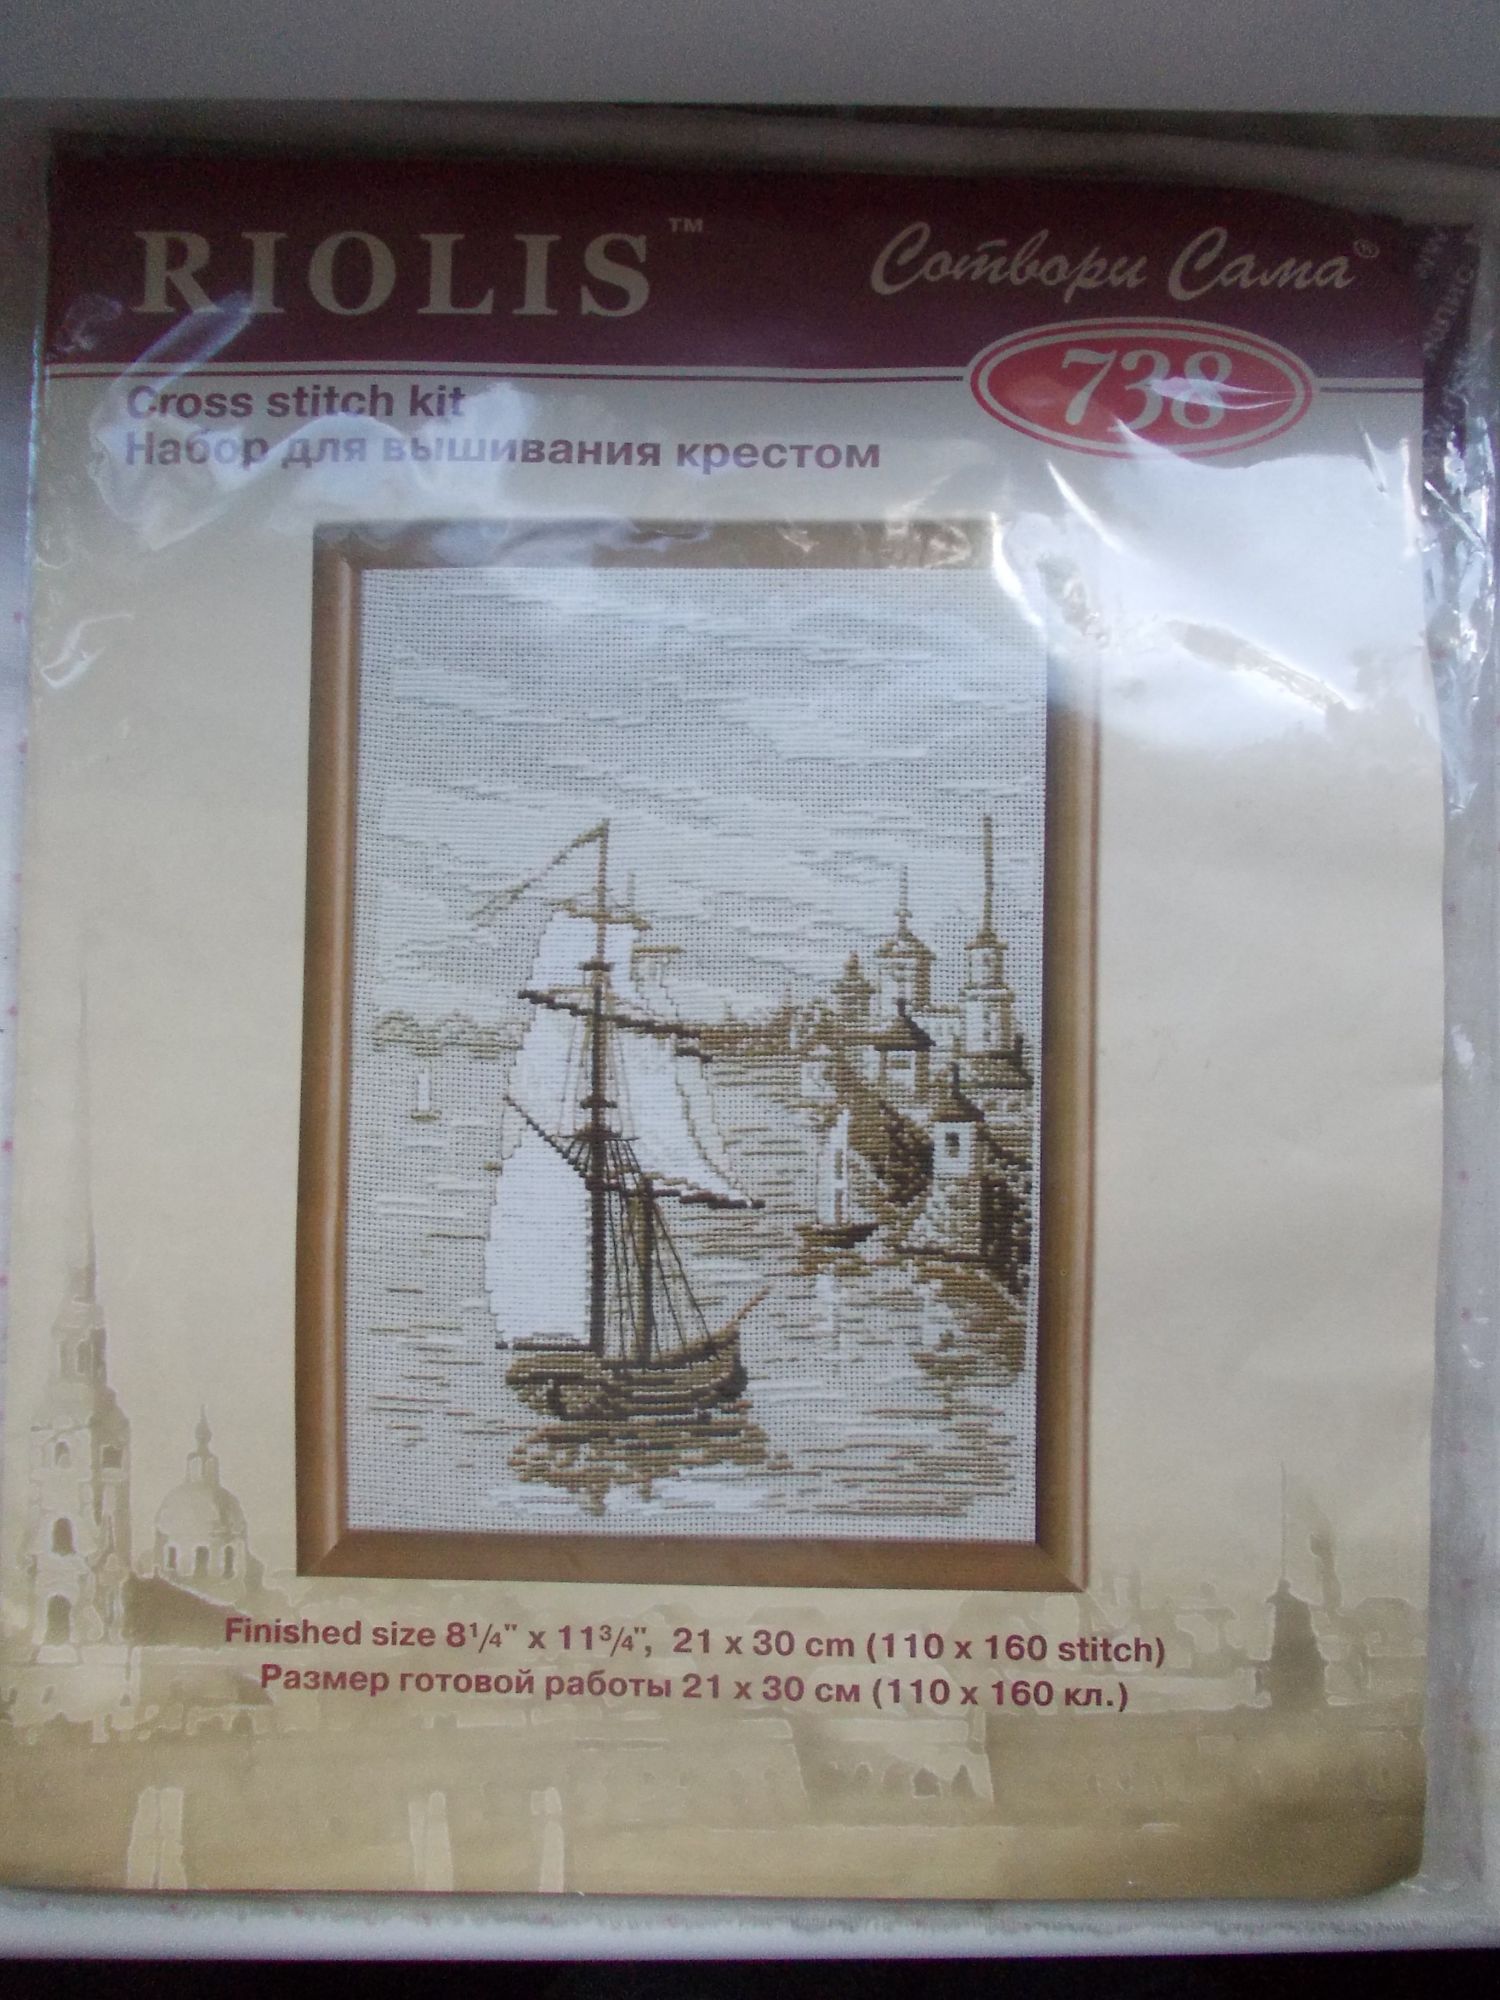 RIOLIS™
Сотвори Сама®
738
Cross stitch kit
Набор для вышивания крестом
Finished size 8¹/₄" x 11³/₄", 21 x 30 cm (110 x 160 stitch)
Размер готовой работы 21 x 30 см (110 x 160 кл.)